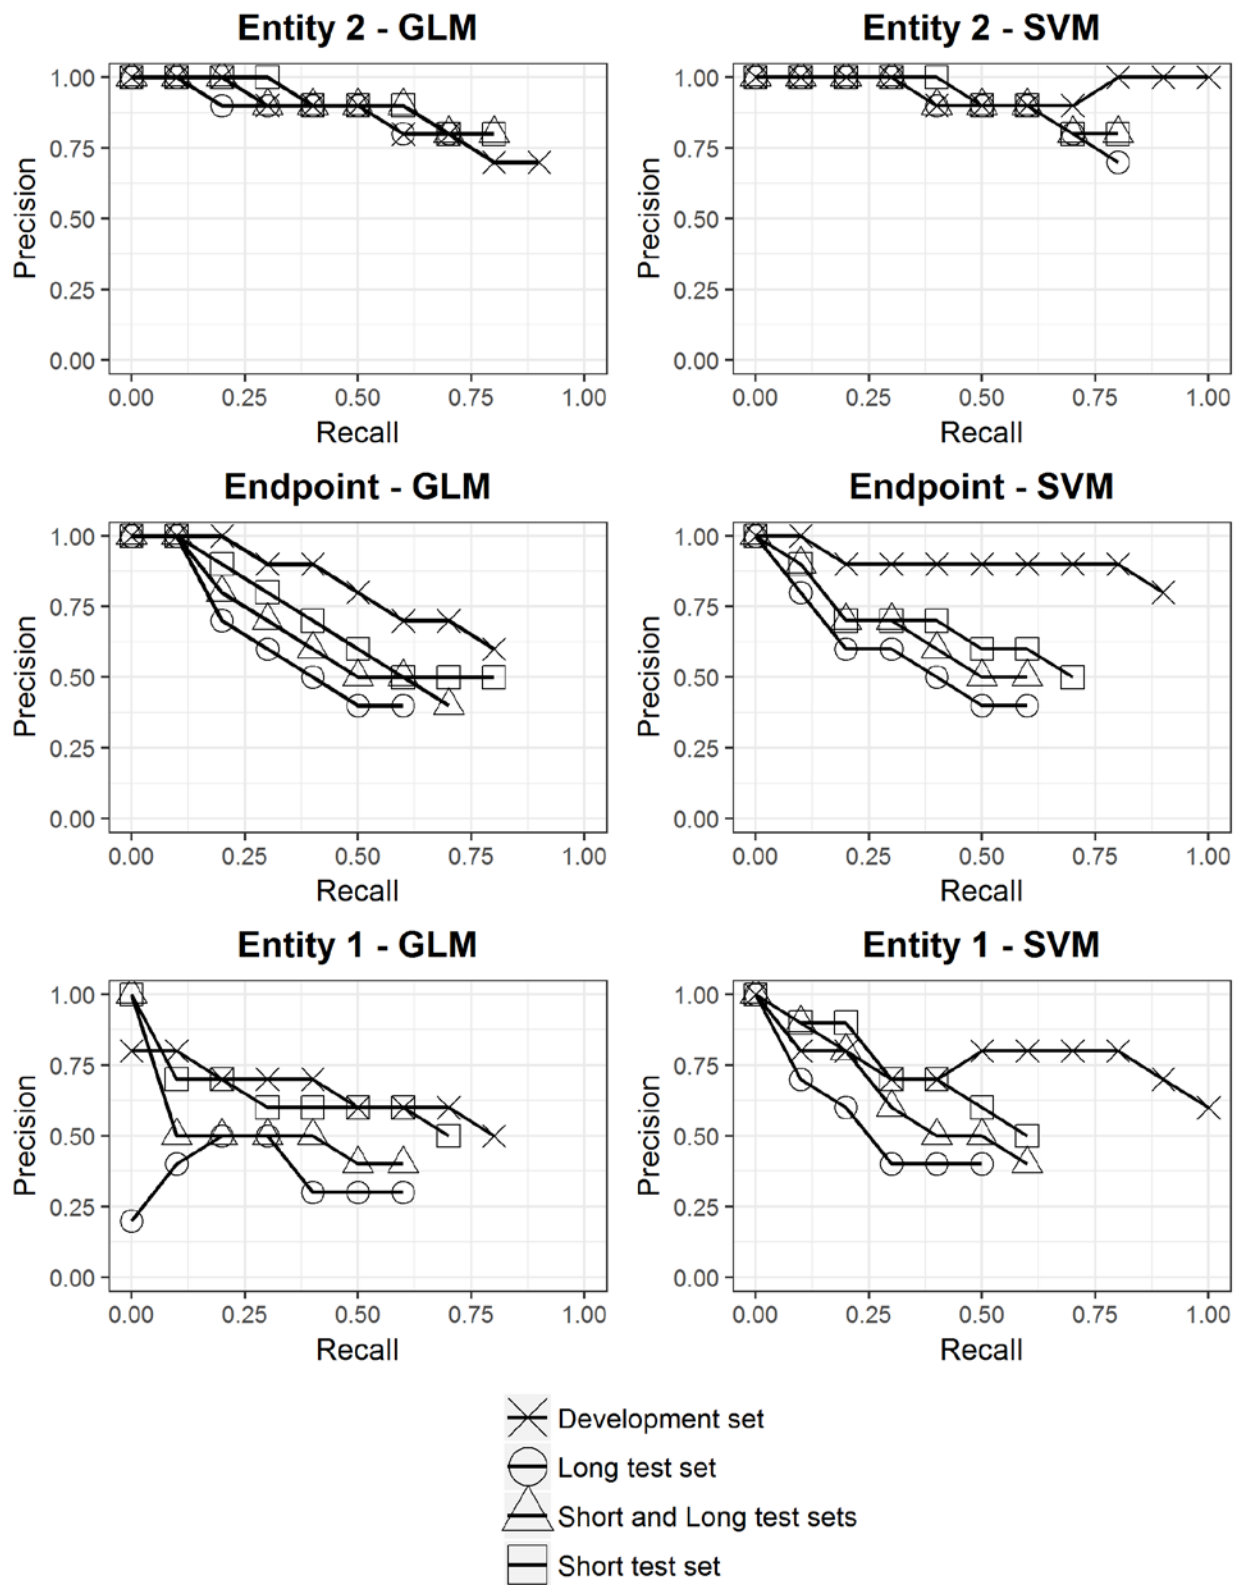 Entity 2 - GLM
Entity 2 - SVM
1.00
0.75
0.50
0.25
0.00
Precision
0.00 0.25 0.50 0.75 1.00
Recall
1.00
0.75
0.50
0.25
0.00
Precision
0.00 0.25 0.50 0.75 1.00
Recall
Endpoint - GLM
Endpoint - SVM
1.00
0.75
0.50
0.25
0.00
Precision
0.00 0.25 0.50 0.75 1.00
Recall
1.00
0.75
0.50
0.25
0.00
Precision
0.00 0.25 0.50 0.75 1.00
Recall
Entity 1 - GLM
Entity 1 - SVM
1.00
0.75
0.50
0.25
0.00
Precision
0.00 0.25 0.50 0.75 1.00
Recall
1.00
0.75
0.50
0.25
0.00
Precision
0.00 0.25 0.50 0.75 1.00
Recall
Development set
Long test set
Short and Long test sets
Short test set